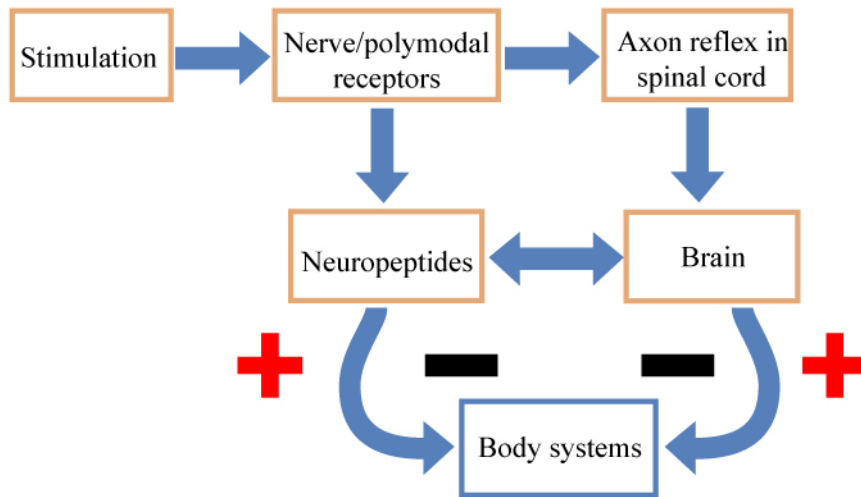 Stimulation
Nerve/polymodal
receptors
Axon reflex in
spinal cord
Neuropeptides
Brain
Body systems